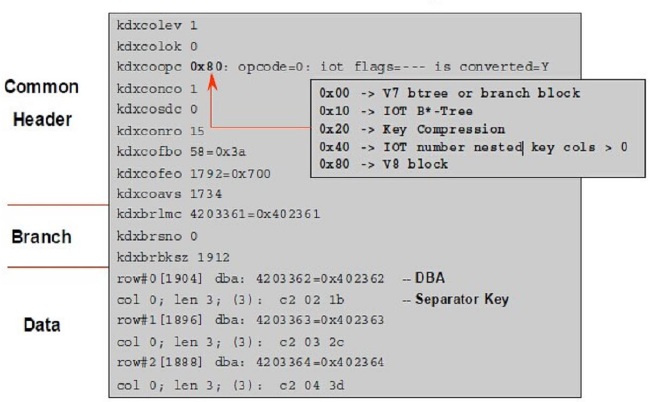 kdxcolev 1
kdxcolok 0
kdxcoopc 0x80: opcode=0: iot flags=--- is converted=Y
Common
Header
kdxconco 1
kdxcosdc 0
kdxconro 15
kdxcofbo 58=0x3a
kdxcofeo 1792=0x700
kdxcoavs 1734
0x00 -> V7 btree or branch block
0x10 -> IOT B*-Tree
0x20 -> Key Compression
0x40 -> IOT number nested key cols > 0
0x80 -> V8 block
Branch
kdxbrlmc 4203361=0x402361
kdxbrsno 0
kdxbrbksz 1912
Data
row#0[1904] dba: 4203362=0x402362 -- DBA
col 0; len 3; (3): c2 02 1b -- Separator Key
row#1[1896] dba: 4203363=0x402363
col 0; len 3; (3): c2 03 2c
row#2[1888] dba: 4203364=0x402364
col 0; len 3; (3): c2 04 3d